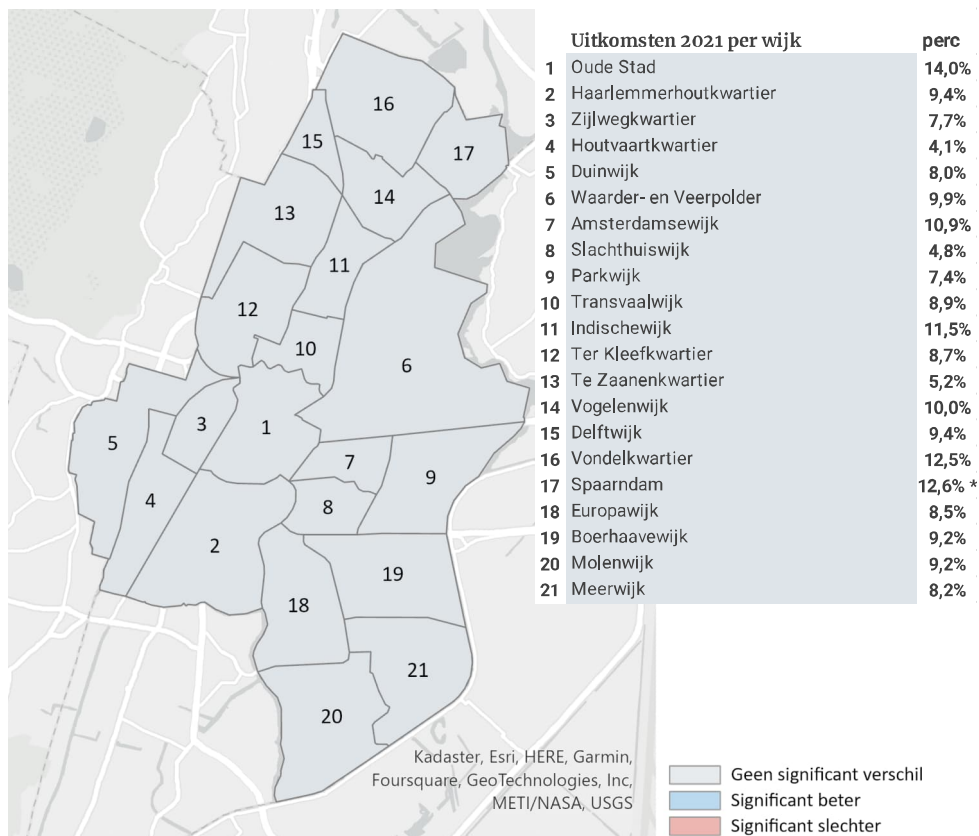 Uitkomsten 2021 per wijk perc
1 Oude Stad 14,0%
2 Haarlemmerhoutkwartier 9,4%
3 Zijlwegkwartier 7,7%
4 Houtvaartkwartier 4,1%
5 Duinwijk 8,0%
6 Waarder- en Veerpolder 9,9%
7 Amsterdamsewijk 10,9%
8 Slachthuiswijk 4,8%
9 Parkwijk 7,4%
10 Transvaalwijk 8,9%
11 Indischewijk 11,5%
12 Ter Kleefkwartier 8,7%
13 Te Zaanenkwartier 5,2%
14 Vogelenwijk 10,0%
15 Delftwijk 9,4%
16 Vondelkwartier 12,5%
17 Spaarndam 12,6% *
18 Europawijk 8,5%
19 Boerhaavewijk 9,2%
20 Molenwijk 9,2%
21 Meerwijk 8,2%
16
15
17
14
13
11
12
10
6
3
1
5
7
9
4
8
2
19
18
21
20
Kadaster, Esri, HERE, Garmin,
Foursquare, GeoTechnologies, Inc,
METI/NASA, USGS
Geen significant verschil
Significant beter
Significant slechter